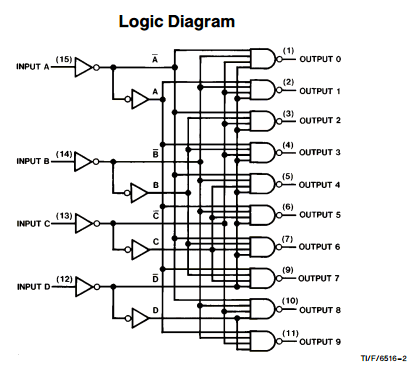 Logic Diagram
(1)
OUTPUT 0
INPUT A
(15)
A
(2)
OUTPUT 1
A
(3)
OUTPUT 2
(4)
OUTPUT 3
INPUT B
(14)
B
(5)
OUTPUT 4
B
(6)
OUTPUT 5
INPUT C
(13)
C
(7)
OUTPUT 6
C
(9)
OUTPUT 7
INPUT D
(12)
D
(10)
OUTPUT 8
D
(11)
OUTPUT 9
TI/F/6516-2